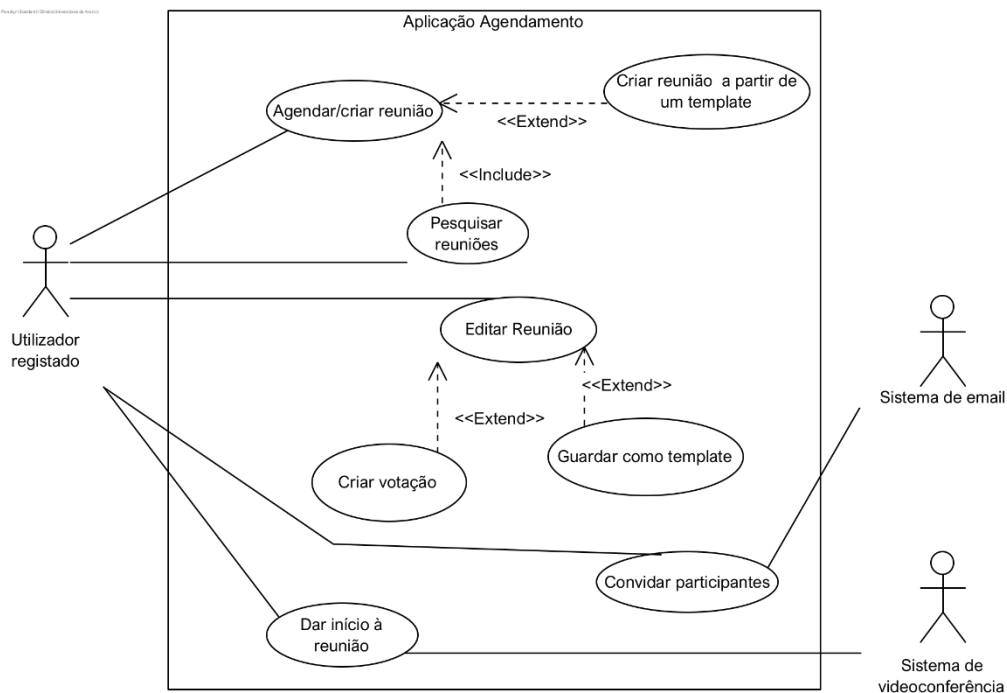 Aplicação Agendamento
Criar reunião a partir de
um template
Agendar/criar reunião
<<Extend>>
<<Include>>
Pesquisar
reuniões
Utilizador
registado
Editar Reunião
<<Extend>>
Sistema de email
<<Extend>>
Guardar como template
Criar votação
Convidar participantes
Dar início à
reunião
Sistema de
videoconferência